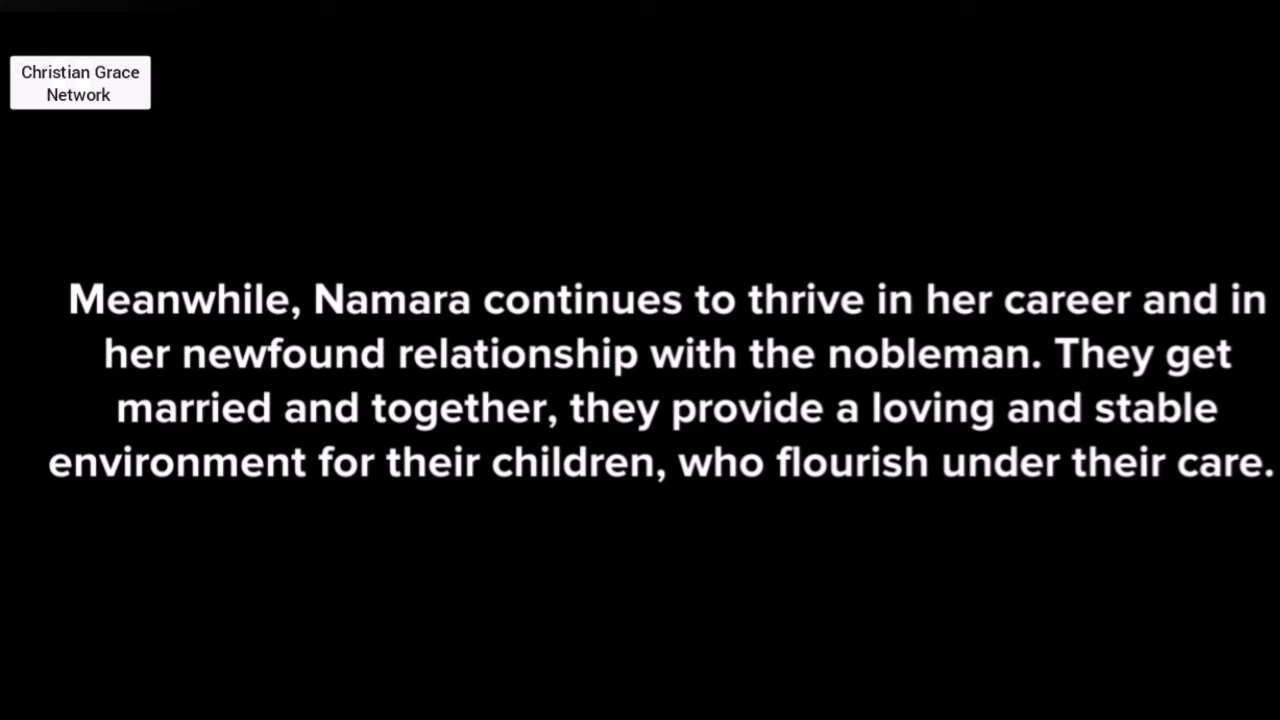 Christian Grace
Network
Meanwhile, Namara continues to thrive in her career and in
her newfound relationship with the nobleman. They get
married and together, they provide a loving and stable
environment for their children, who flourish under their care.